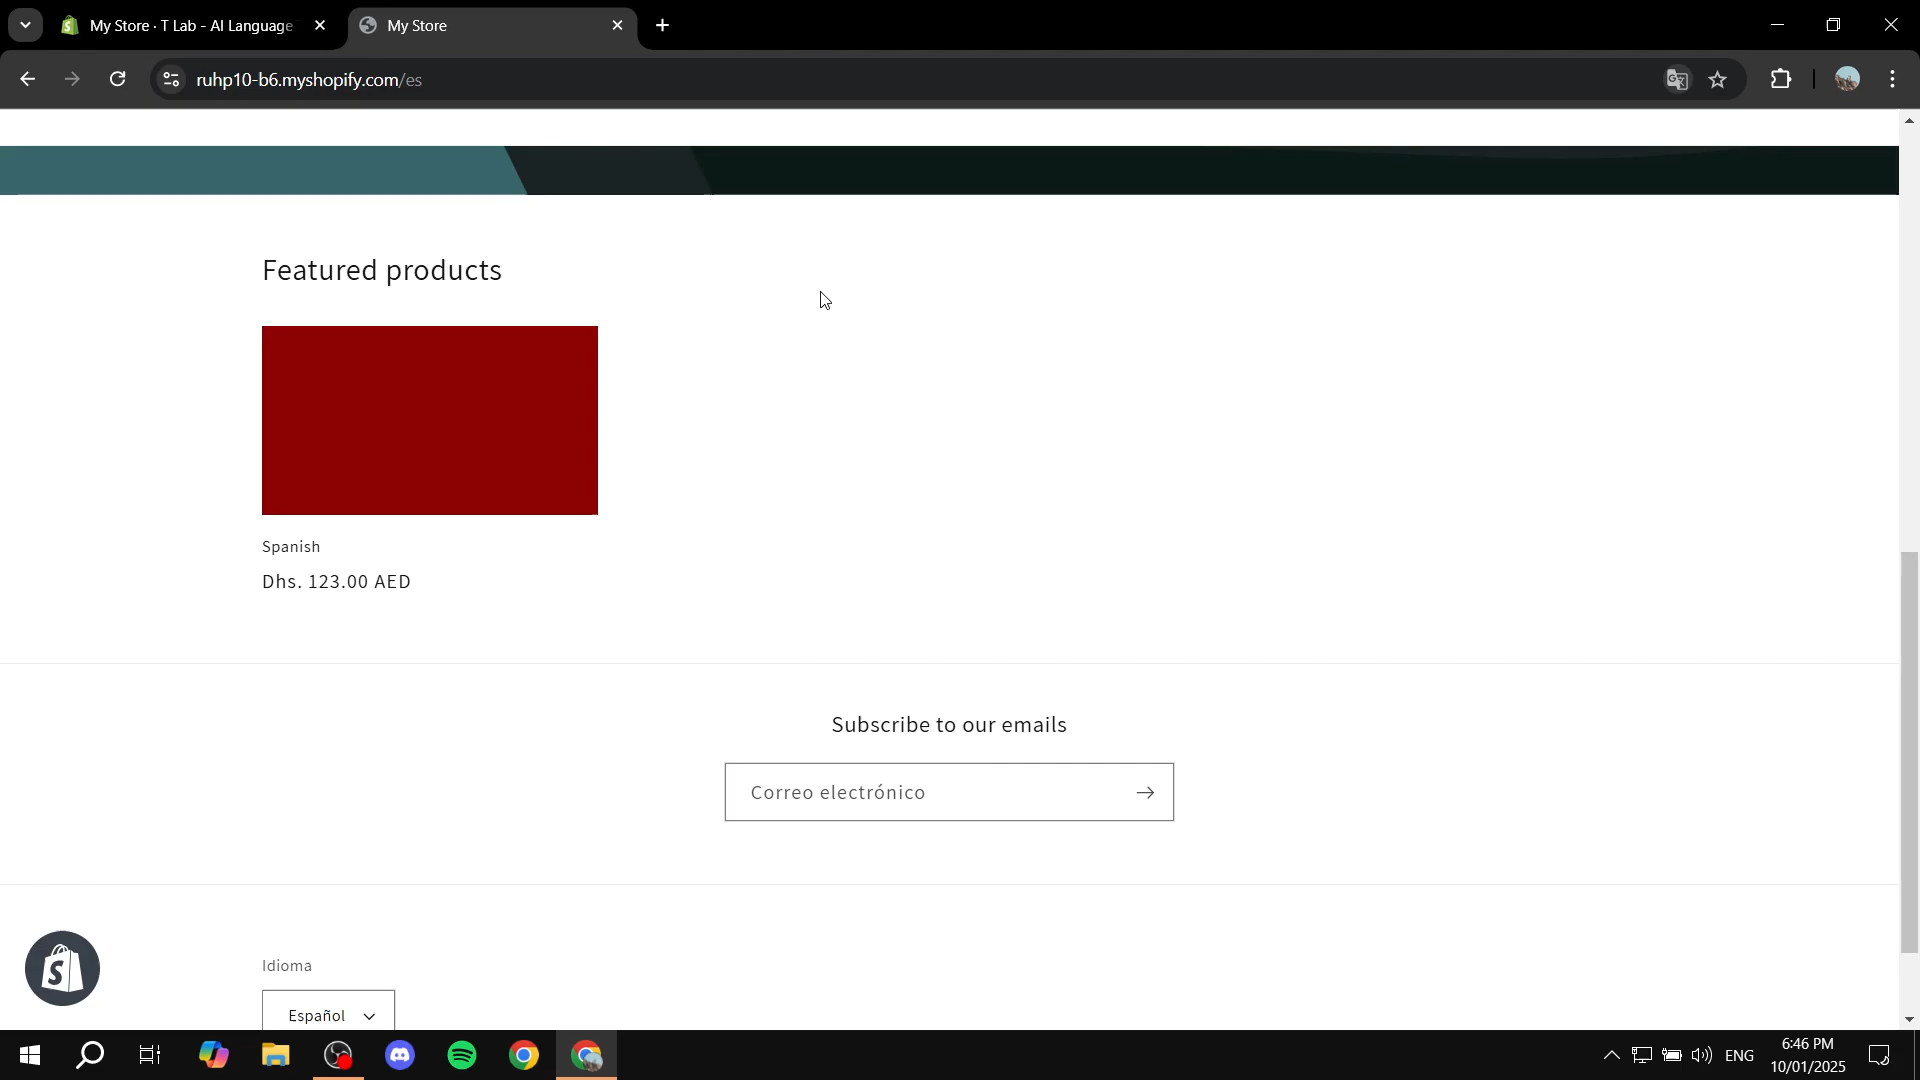 My Store · T Lab - AI Language
My Store
ruhp10-b6.myshopify.com/es
Featured products
Spanish
Dhs. 123.00 AED
Subscribe to our emails
Correo electrónico
Idioma
Español
ENG
6:46 PM
10/01/2025